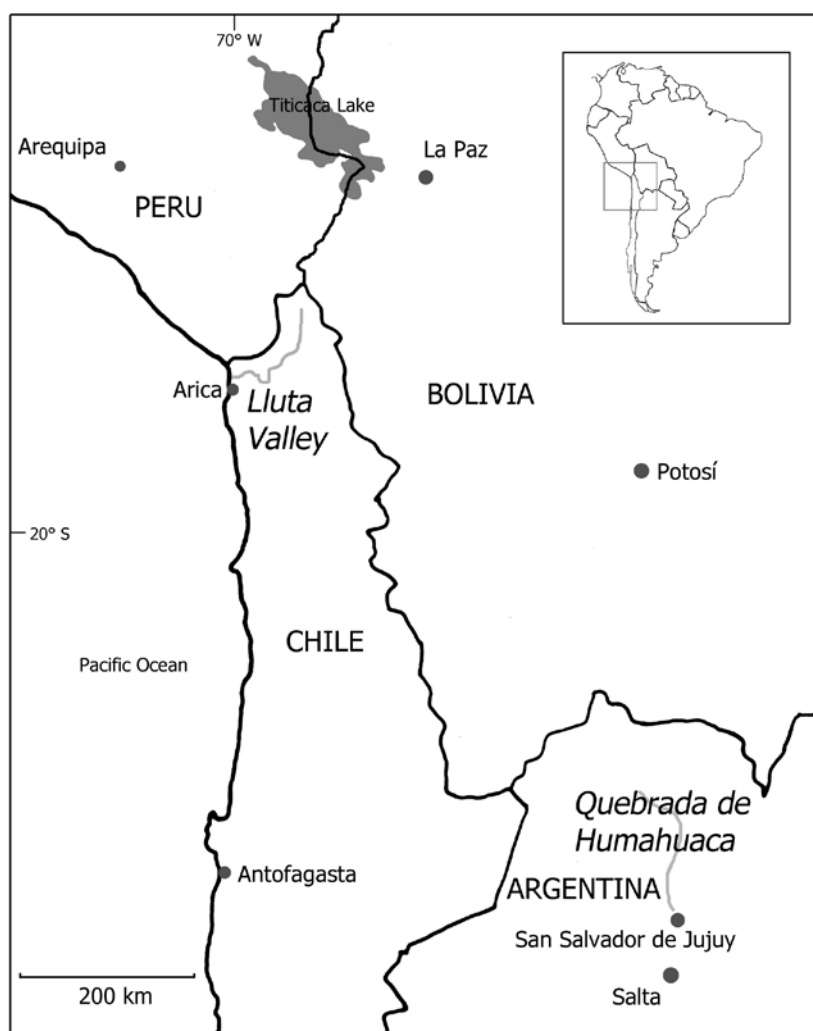 70° W
Titicaca Lake
Arequipa
La Paz
PERU
Arica
Lluta
Valley
BOLIVIA
Potosí
20° S
CHILE
Pacific Ocean
Quebrada de
Humahuaca
Antofagasta
ARGENTINA
San Salvador de Jujuy
200 km
Salta